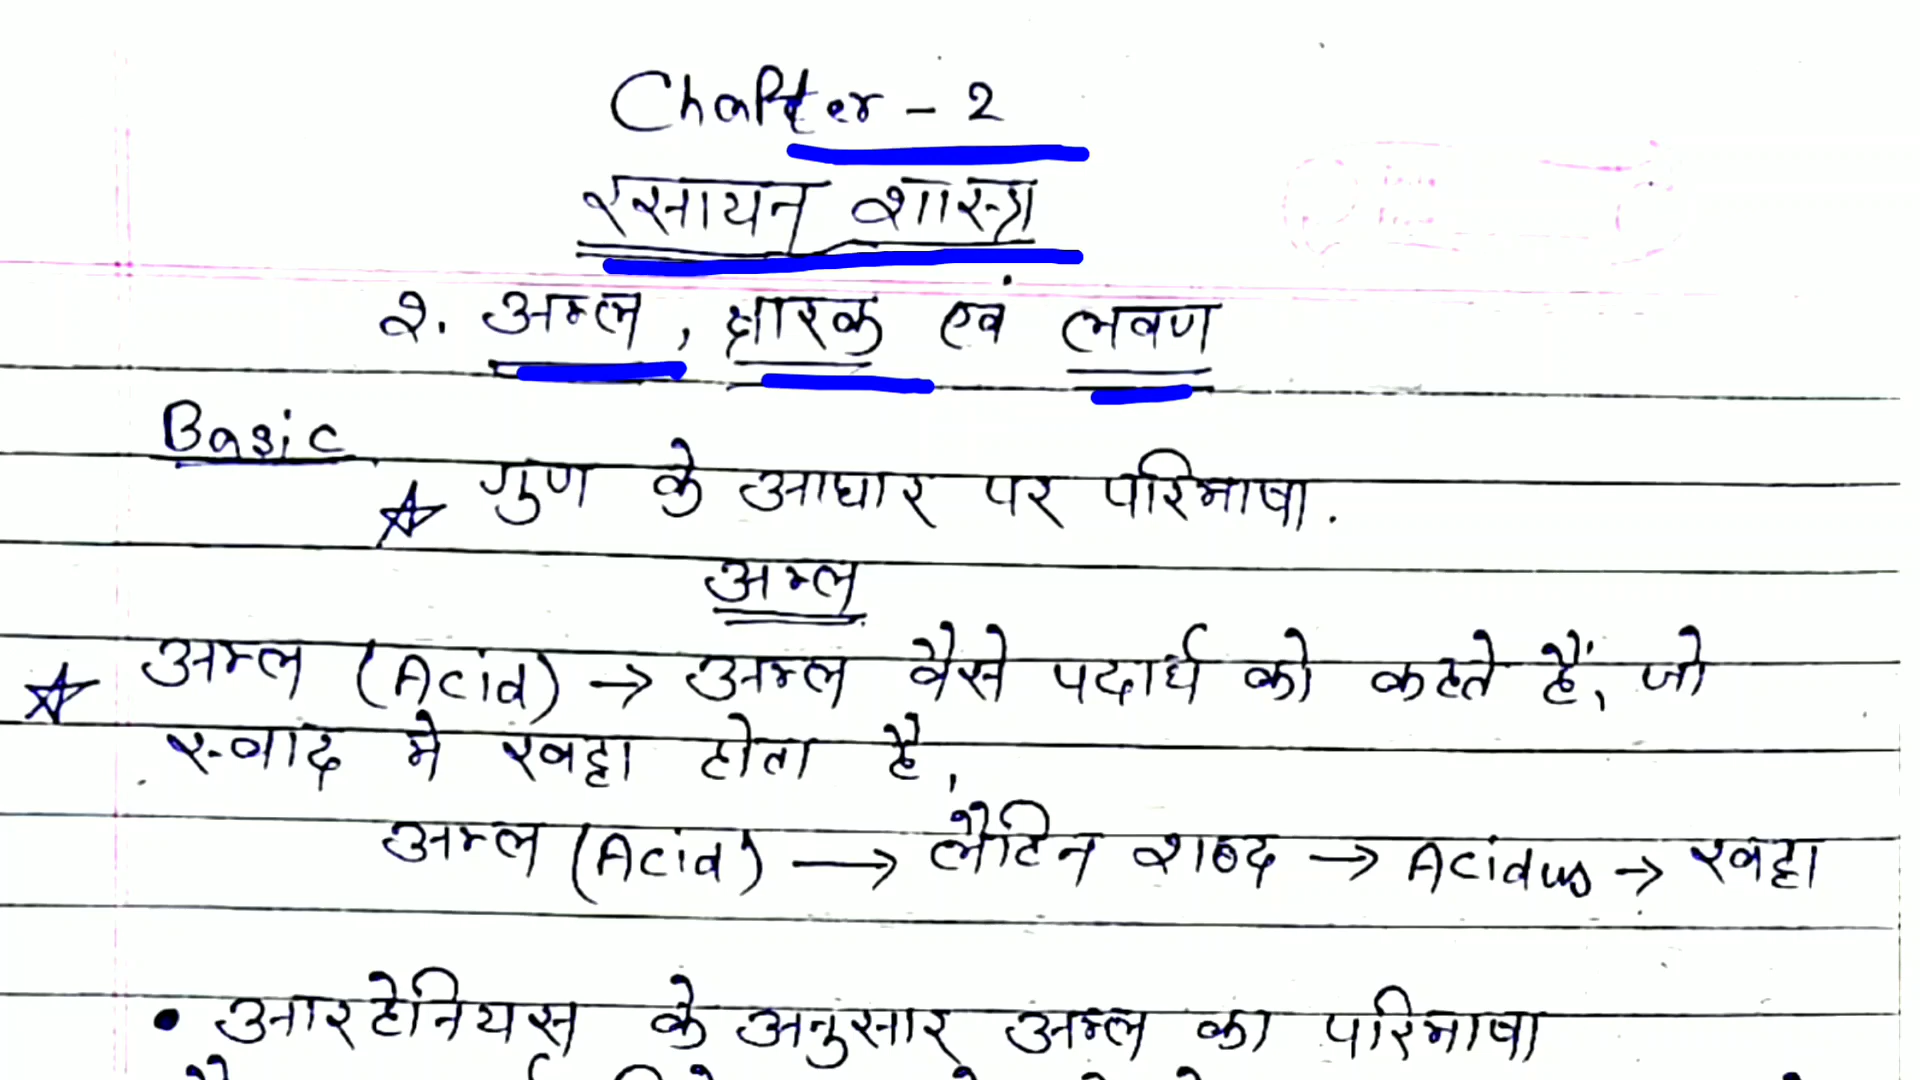 Chapter - 2
रसायन शास्त्र
२. अम्ल, क्षारक एवं लवण
Basic
☆ गुण के आधार पर परिभाषा.
अम्ल
☆ अम्ल (Acid) → अम्ल वैसे पदार्थ को कहते हैं, जो
स्वाद मे खट्टा होता है,
अम्ल (Acid) → लैटिन शब्द → Acidus → खट्टा
• आरहेनियस के अनुसार अम्ल का परिभाषा